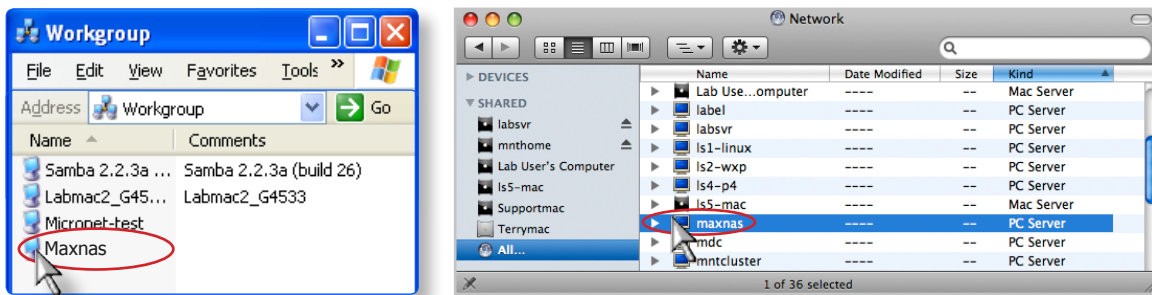 Workgroup
File Edit View Favorites Tools »
Address Workgroup Go
Name Comments
Samba 2.2.3a ... Samba 2.2.3a (build 26)
Labmac2_G45... Labmac2_G4533
Micronet-test
Maxnas
Network
DEVICES
SHARED
labsvr
mnthome
Lab User's Computer
ls5-mac
Supportmac
Terrymac
All...
Name Date Modified Size Kind
Lab Use...omputer ---- -- Mac Server
label ---- -- PC Server
labsvr ---- -- PC Server
ls1-linux ---- -- PC Server
ls2-wxp ---- -- PC Server
ls4-p4 ---- -- PC Server
ls5-mac ---- -- Mac Server
maxnas ---- -- PC Server
mdc ---- -- PC Server
mntcluster ---- -- PC Server
1 of 36 selected